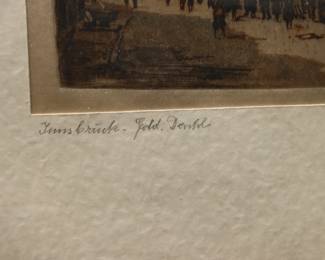 Innsbruck - Gold. Dachl